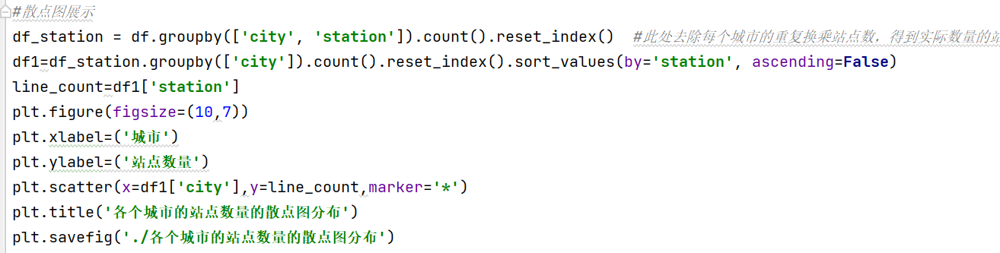 #散点图展示
df_station = df.groupby(['city', 'station']).count().reset_index()  #此处去除每个城市的重复换乘站点数，得到实际数量的
df1=df_station.groupby(['city']).count().reset_index().sort_values(by='station', ascending=False)
line_count=df1['station']
plt.figure(figsize=(10,7))
plt.xlabel=('城市')
plt.ylabel=('站点数量')
plt.scatter(x=df1['city'],y=line_count,marker='*')
plt.title('各个城市的站点数量的散点图分布')
plt.savefig('./各个城市的站点数量的散点图分布')